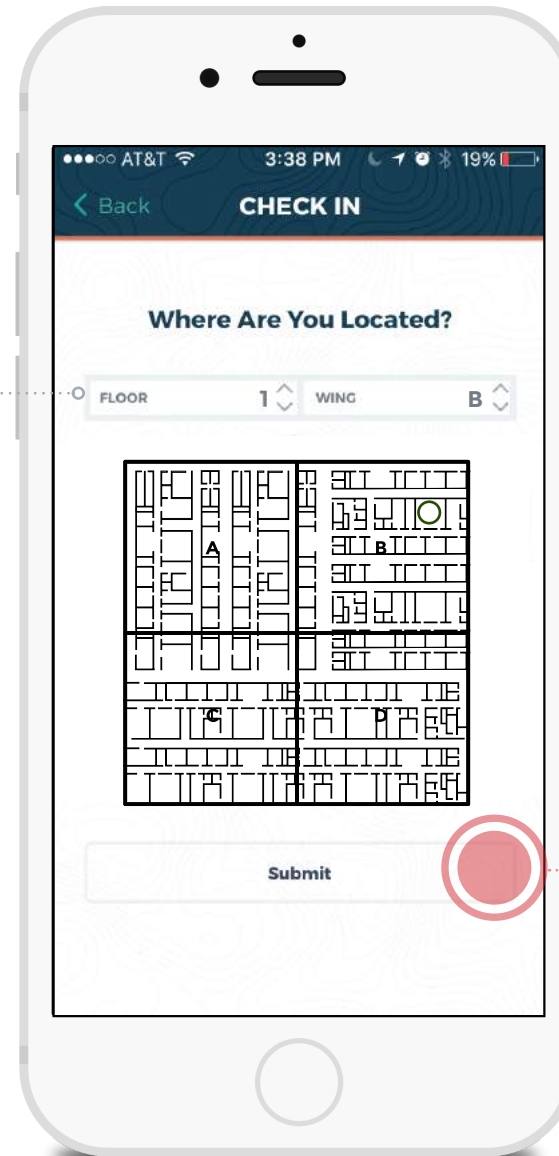 AT&T 3:38 PM 19%
Back CHECK IN
Where Are You Located?
FLOOR 1 WING B
A B
C D
Submit